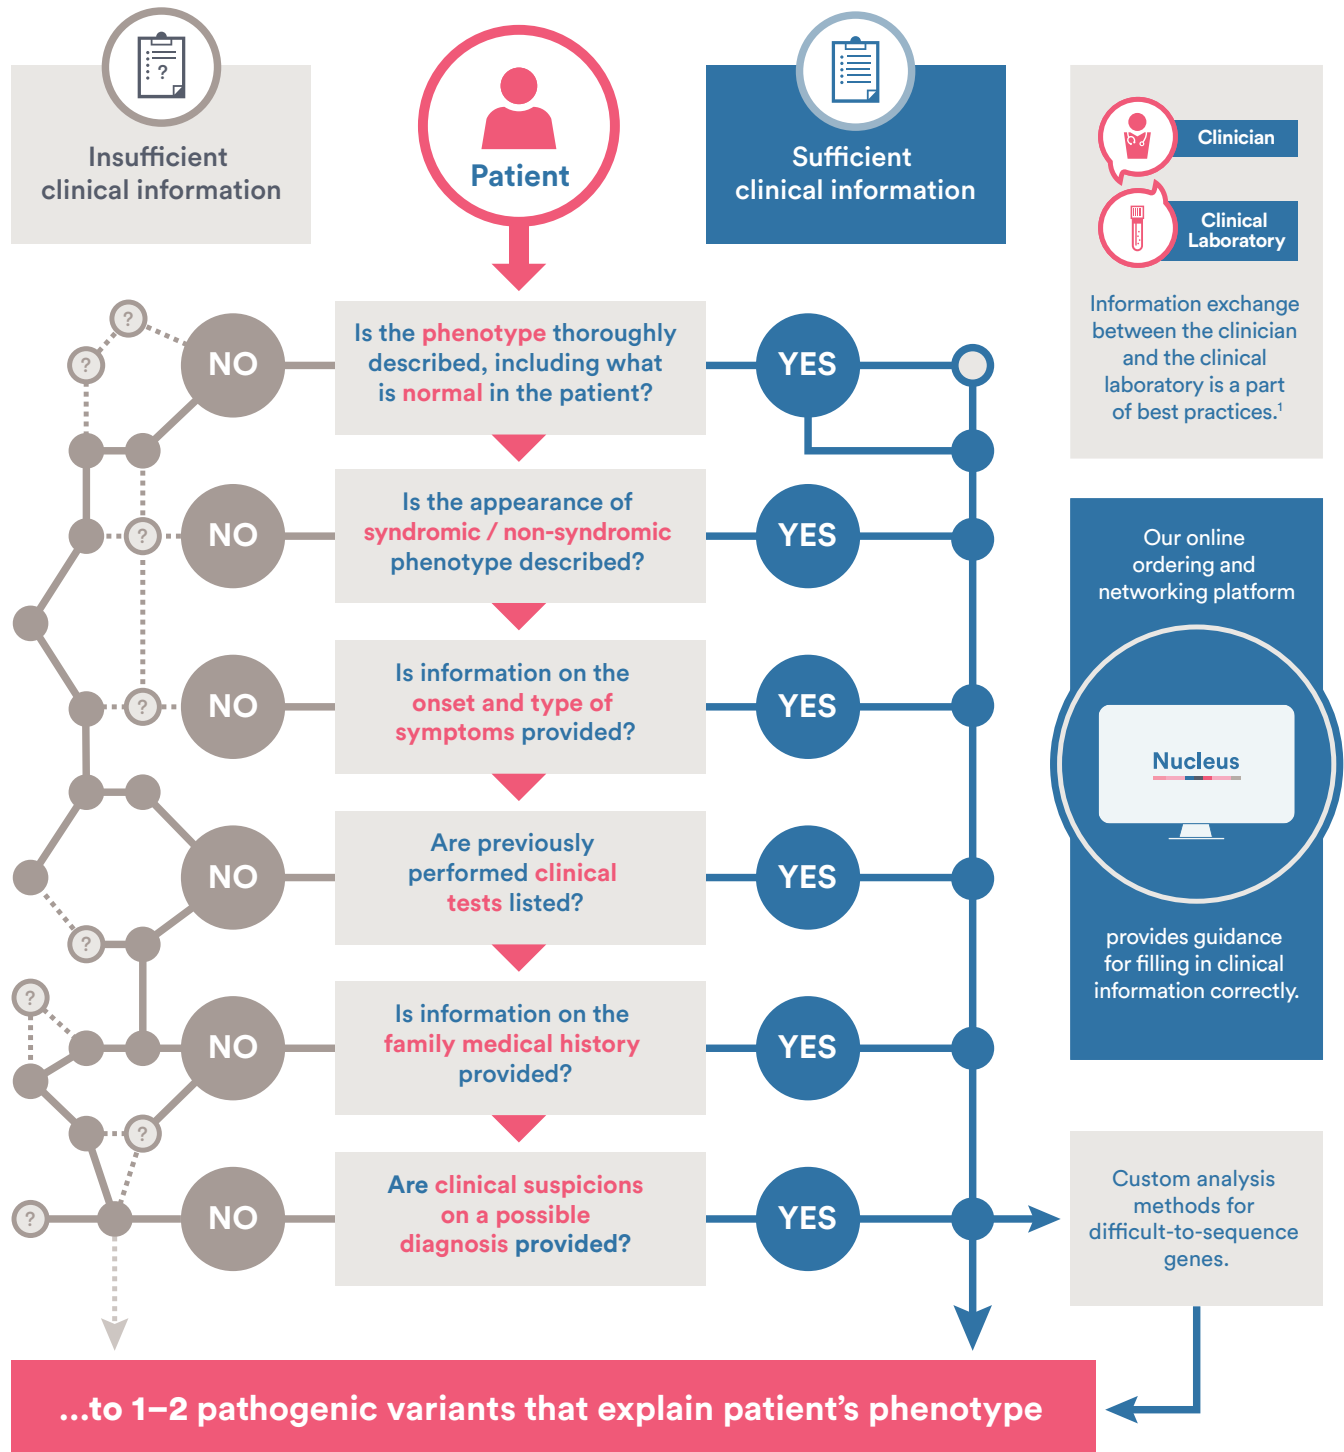 ?
Insufficient
clinical information
Patient
Sufficient
clinical information
Clinician
Clinical
Laboratory
Information exchange
between the clinician
and the clinical
laboratory is a part
of best practices.¹
?
?
NO
Is the phenotype thoroughly
described, including what
is normal in the patient?
YES
?
NO
Is the appearance of
syndromic / non-syndromic
phenotype described?
YES
Our online
ordering and
networking platform
Nucleus
provides guidance
for filling in clinical
information correctly.
?
NO
Is information on the
onset and type of
symptoms provided?
YES
NO
Are previously
performed clinical
tests listed?
YES
?
?
NO
Is information on the
family medical history
provided?
YES
?
?
NO
Are clinical suspicions
on a possible
diagnosis provided?
YES
Custom analysis
methods for
difficult-to-sequence
genes.
...to 1–2 pathogenic variants that explain patient's phenotype